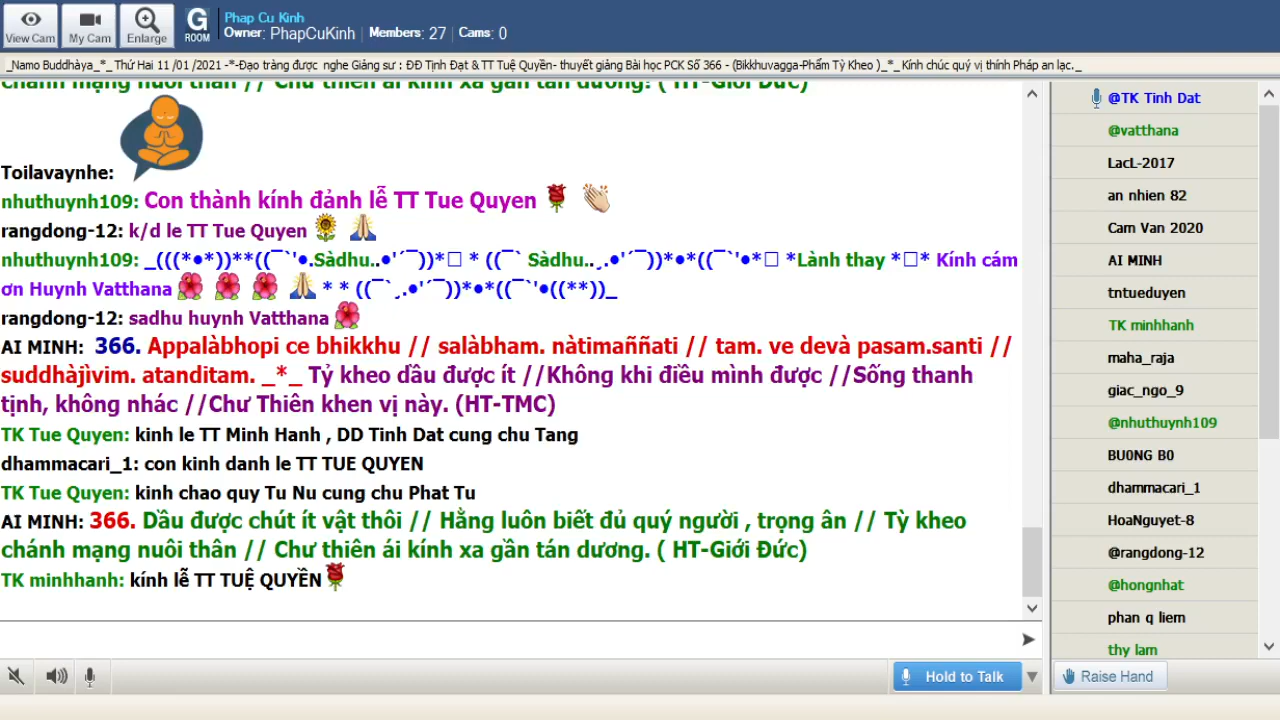 View Cam
My Cam
Enlarge
G ROOM
Phap Cu Kinh
Owner: PhapCuKinh | Members: 27 | Cams: 0
_Namo Buddhàya_*_ Thứ Hai 11 /01 /2021 -*-Đạo tràng được nghe Giảng sư : ĐĐ Tịnh Đạt & TT Tuệ Quyền- thuyết giảng Bài học PCK Số 366 - (Bikkhuvagga-Phẩm Tỳ Kheo )_*_ Kính chúc quý vị thính Pháp an lạc._
chánh mạng nuôi thân // Chư thiên ái kính xa gần tán dương. ( HT-Giới Đức)
Toilavaynhe:
nhuthuynh109: Con thành kính đảnh lễ TT Tue Quyen
rangdong-12: k/d le TT Tue Quyen
nhuthuynh109: _(((*●*))**((¯`'●.Sàdhu..●'´¯))*□ * ((¯` Sàdhu..¸.●'´¯))*●*((¯`'●*□ *Lành thay *□* Kính cám
ơn Huynh Vatthana * * ((¯`¸.●'´¯))*●*((¯`'●((**))_
rangdong-12: sadhu huynh Vatthana
AI MINH: 366. Appalàbhopi ce bhikkhu // salàbham. nàtimaññati // tam. ve devà pasam.santi //
suddhàjìvim. atanditam. _*_ Tỷ kheo dầu được ít //Không khi điều mình được //Sống thanh
tịnh, không nhác //Chư Thiên khen vị này. (HT-TMC)
TK Tue Quyen: kinh le TT Minh Hanh , DD Tinh Dat cung chu Tang
dhammacari_1: con kinh danh le TT TUE QUYEN
TK Tue Quyen: kinh chao quy Tu Nu cung chu Phat Tu
AI MINH: 366. Dầu được chút ít vật thôi // Hằng luôn biết đủ quý người , trọng ân // Tỳ kheo
chánh mạng nuôi thân // Chư thiên ái kính xa gần tán dương. ( HT-Giới Đức)
TK minhhanh: kính lễ TT TUỆ QUYỀN
Hold to Talk
@TK Tinh Dat
@vatthana
LacL-2017
an nhien 82
Cam Van 2020
AI MINH
tntueduyen
TK minhhanh
maha_raja
giac_ngo_9
@nhuthuynh109
BU0NG B0
dhammacari_1
HoaNguyet-8
@rangdong-12
@hongnhat
phan q liem
thy lam
Raise Hand